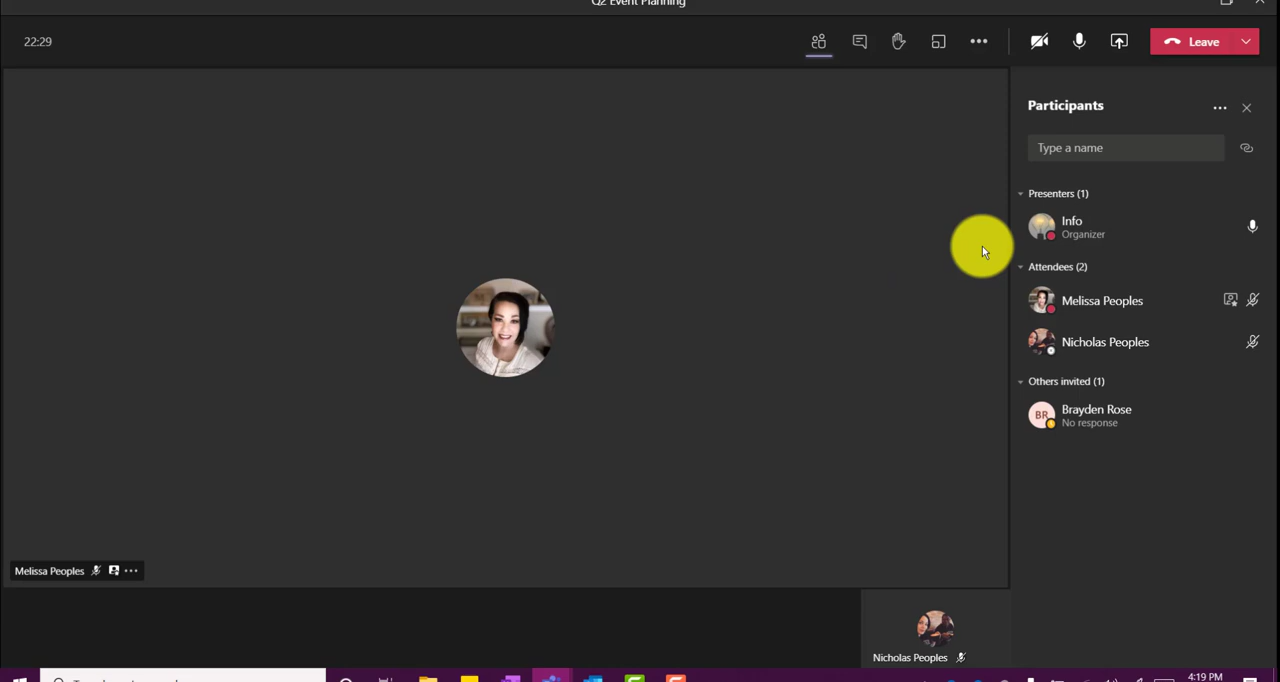 Q2 Event Planning
22:29
Leave
Participants
Type a name
Presenters (1)
Info
Organizer
Attendees (2)
Melissa Peoples
Nicholas Peoples
Others invited (1)
BR
Brayden Rose
No response
Melissa Peoples
Nicholas Peoples
4:19 PM